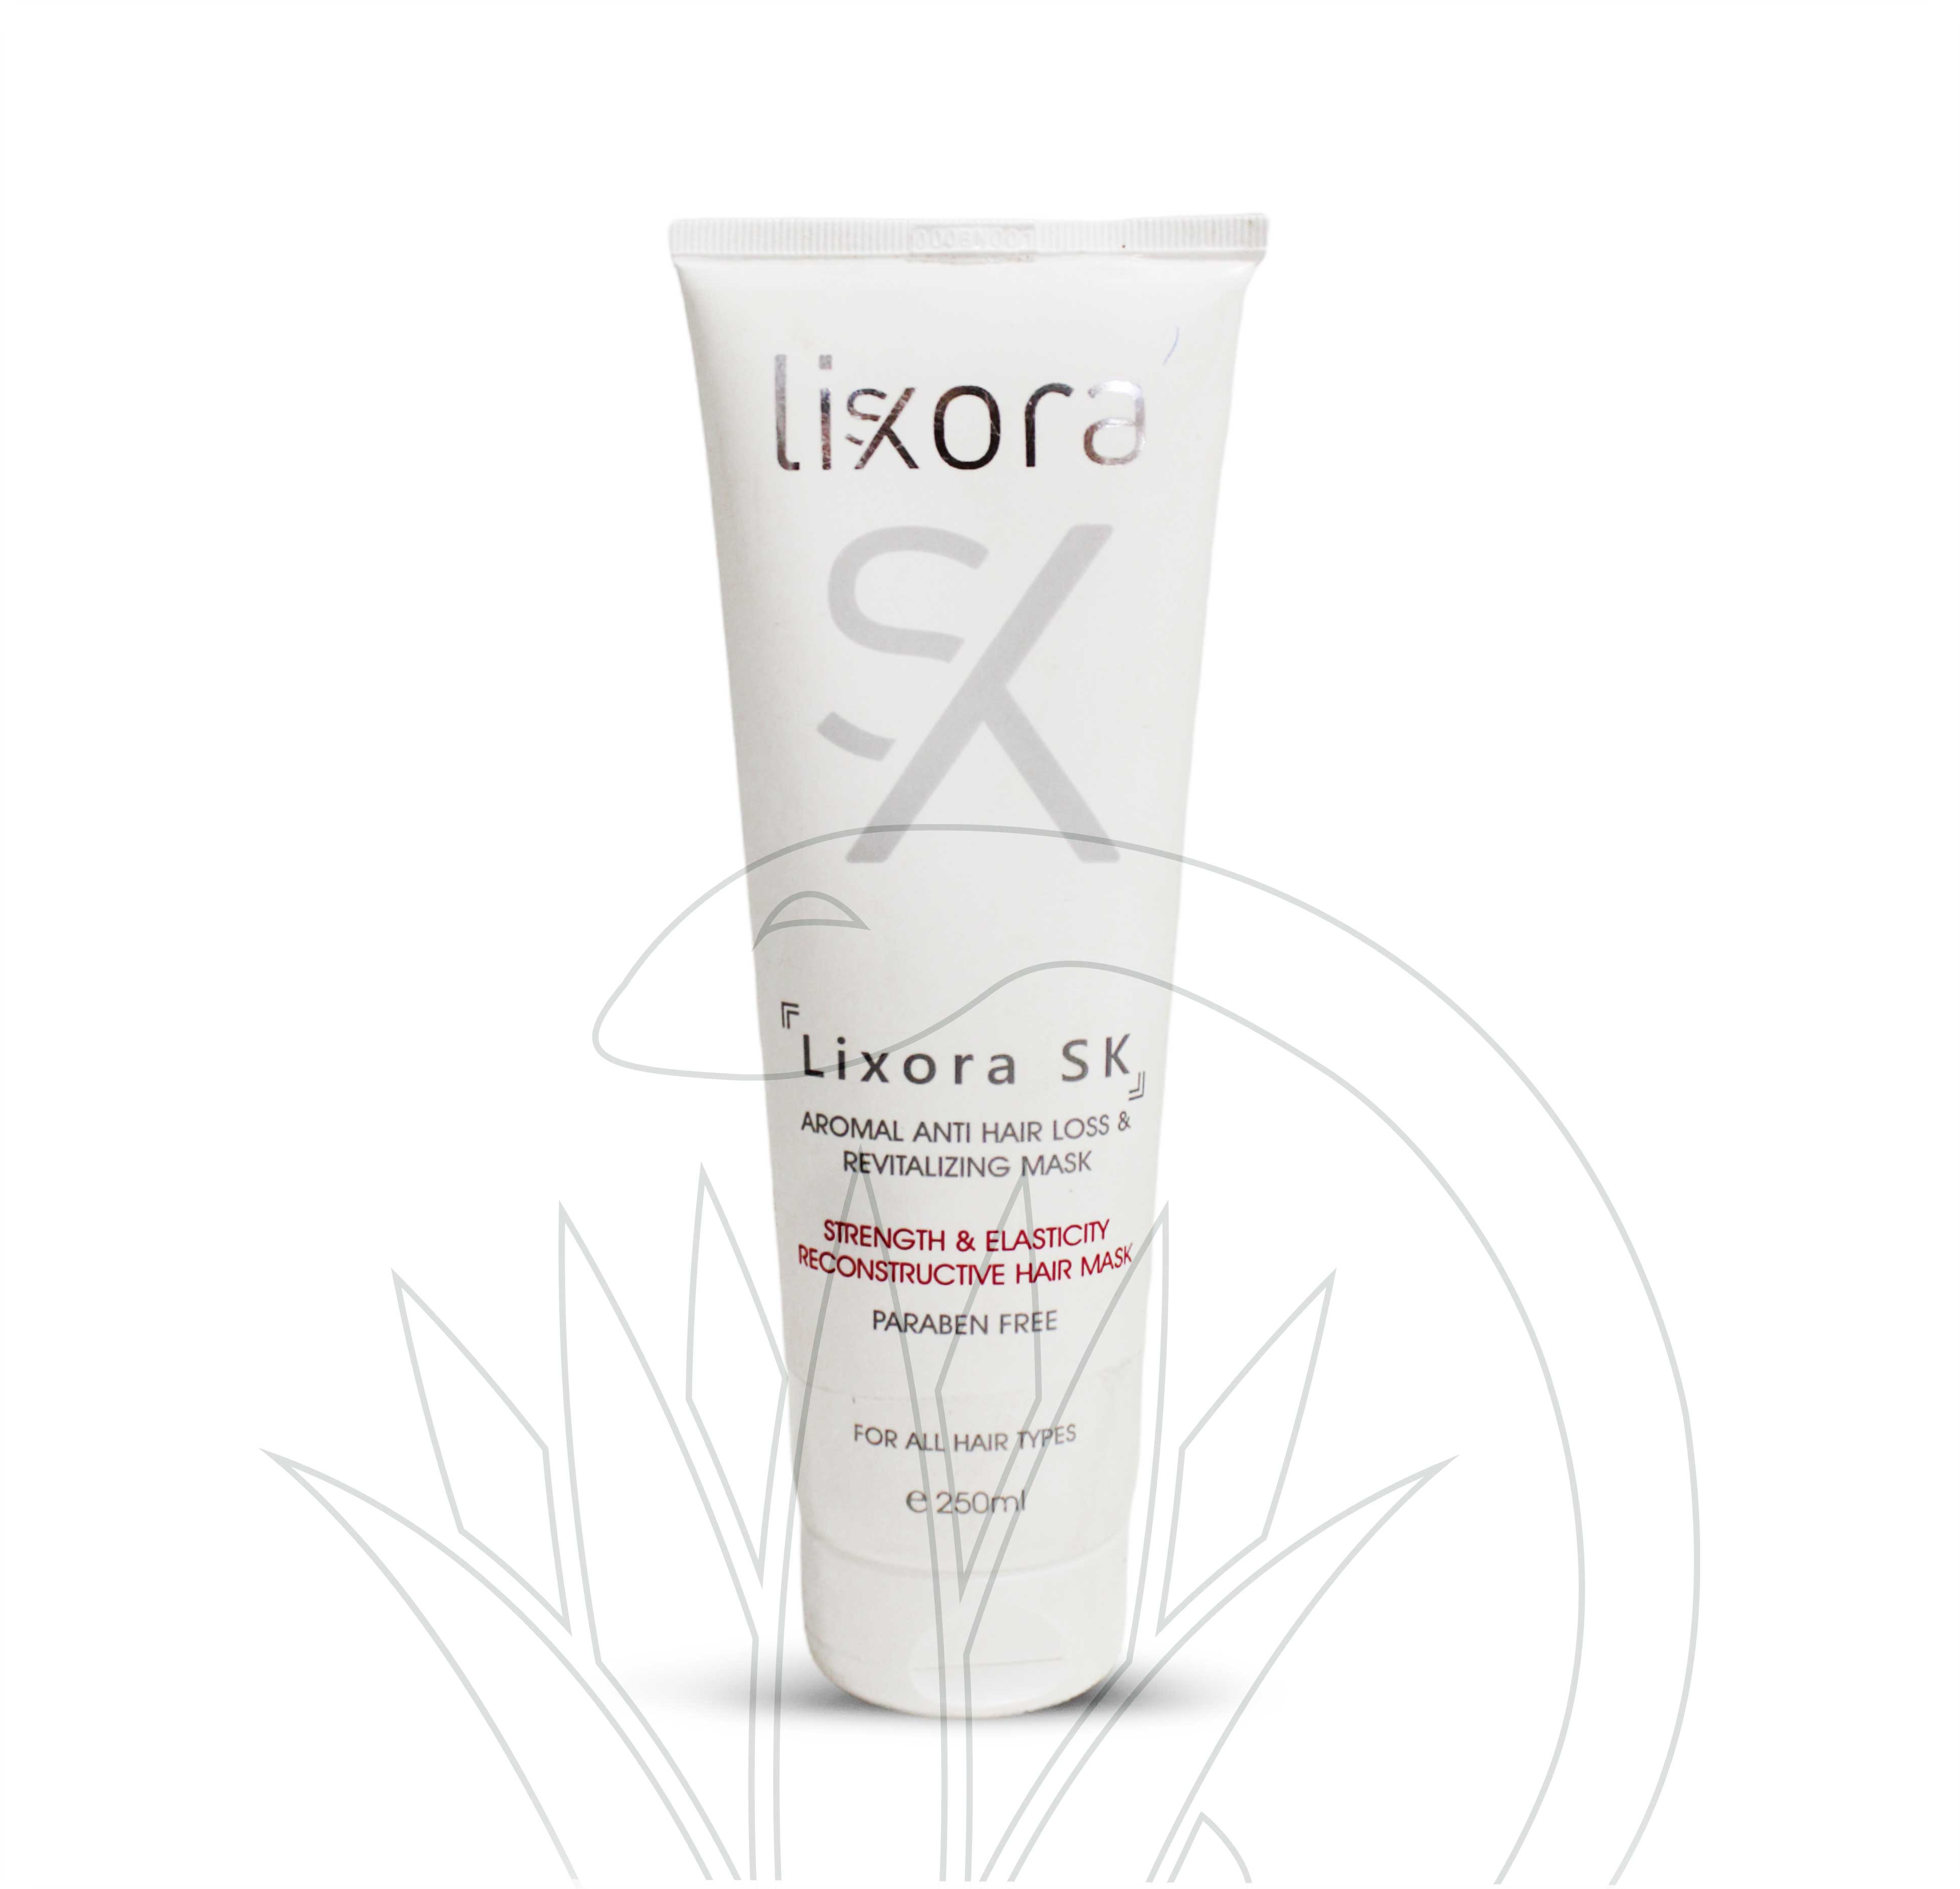 lixora
SK
Lixora SK
AROMAL ANTI HAIR LOSS &
REVITALIZING MASK
STRENGTH & ELASTICITY
RECONSTRUCTIVE HAIR MASK
PARABEN FREE
FOR ALL HAIR TYPES
e 250ml